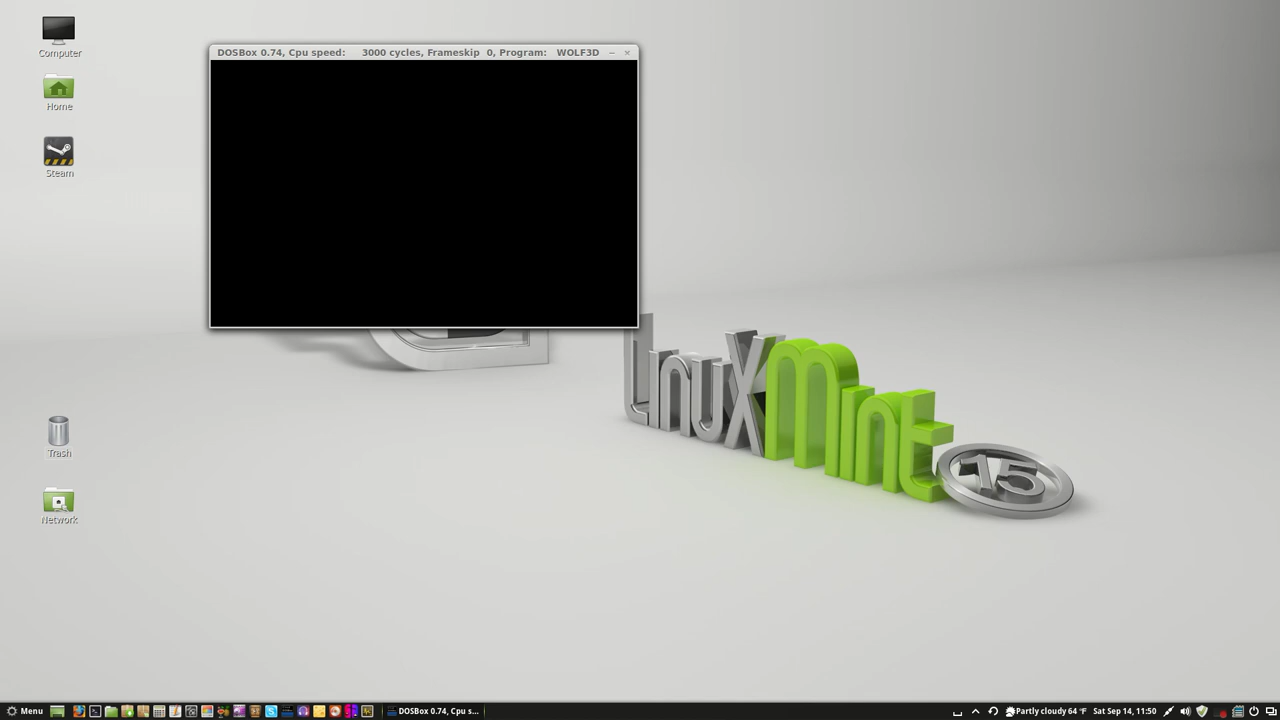 Computer
Home
Steam
Trash
Network
DOSBox 0.74, Cpu speed: 3000 cycles, Frameskip 0, Program: WOLF3D
LinuxMint
15
Menu
DOSBox 0.74, Cpu s...
Partly cloudy 64 °F
Sat Sep 14, 11:50